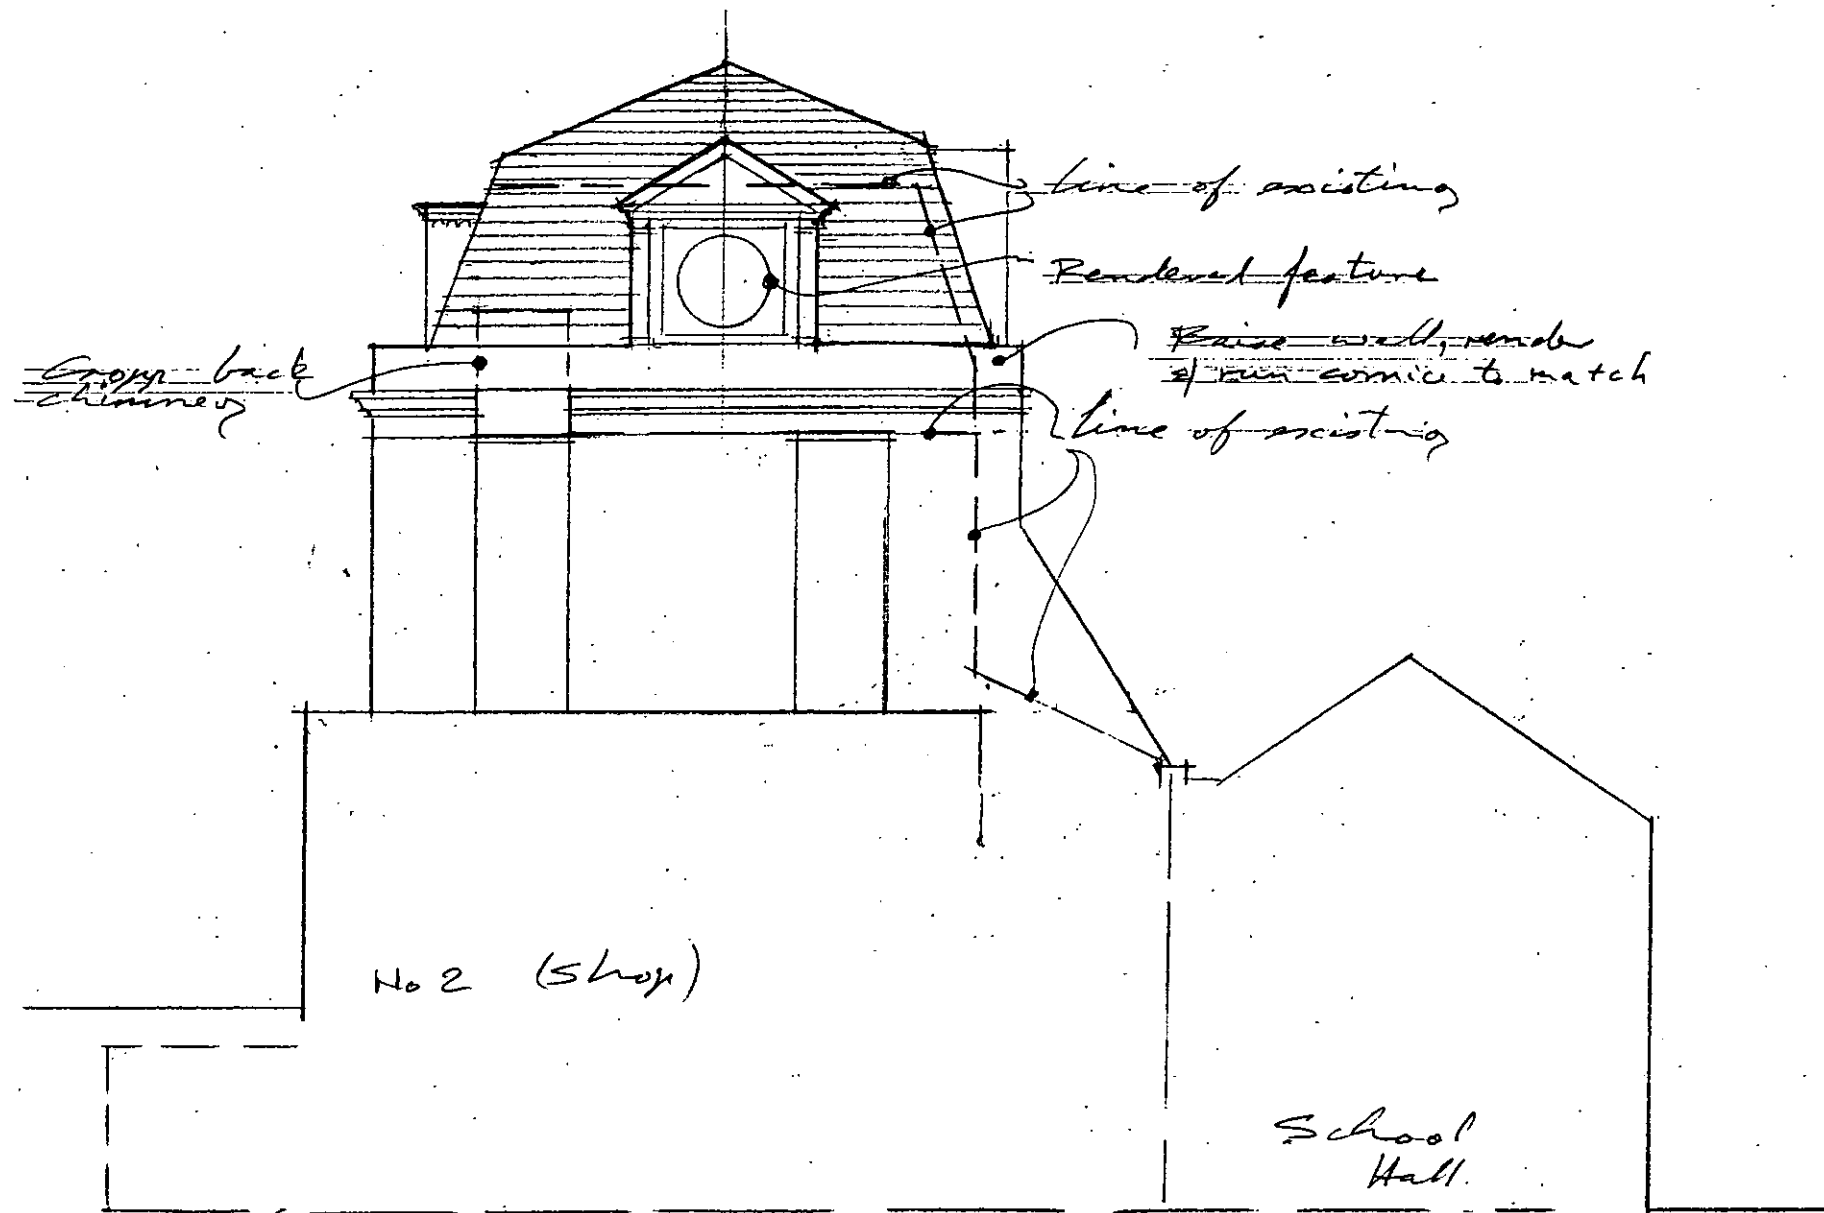 line of existing
Rendered feature
Raise wall, render
& run cornice to match
Cropp back
chimney
line of existing
No 2 (Shop)
School
Hall.